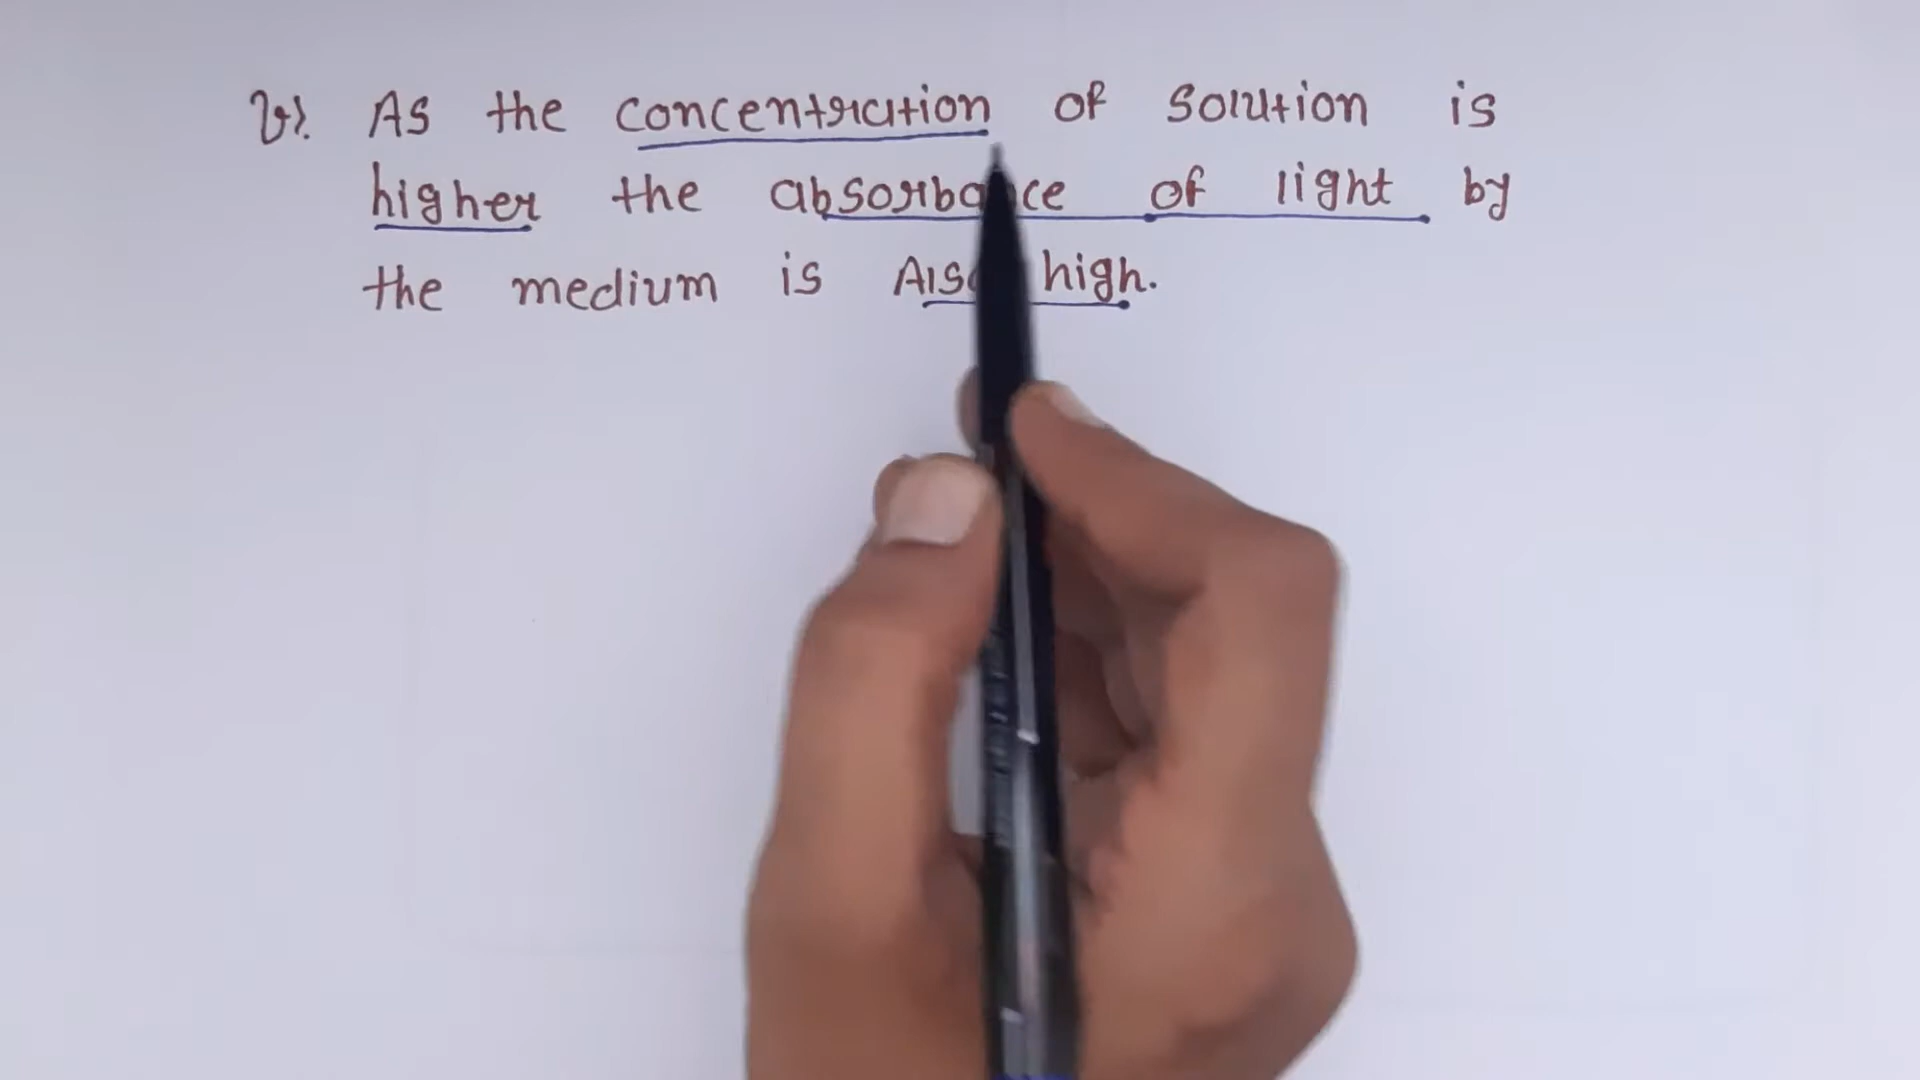 v). As the concentration of solution is
higher the absorbance of light by
the medium is Also high.